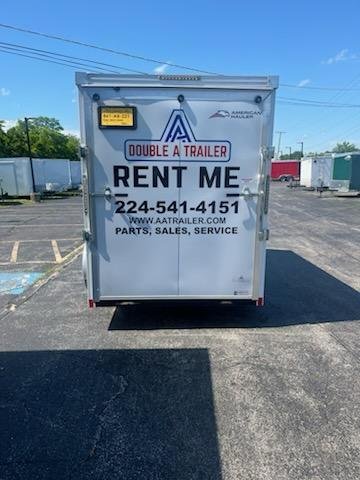 AMERICAN
HAULER
DOUBLE A TRAILER
RENT ME
224-541-4151
WWW.AATRAILER.COM
PARTS, SALES, SERVICE